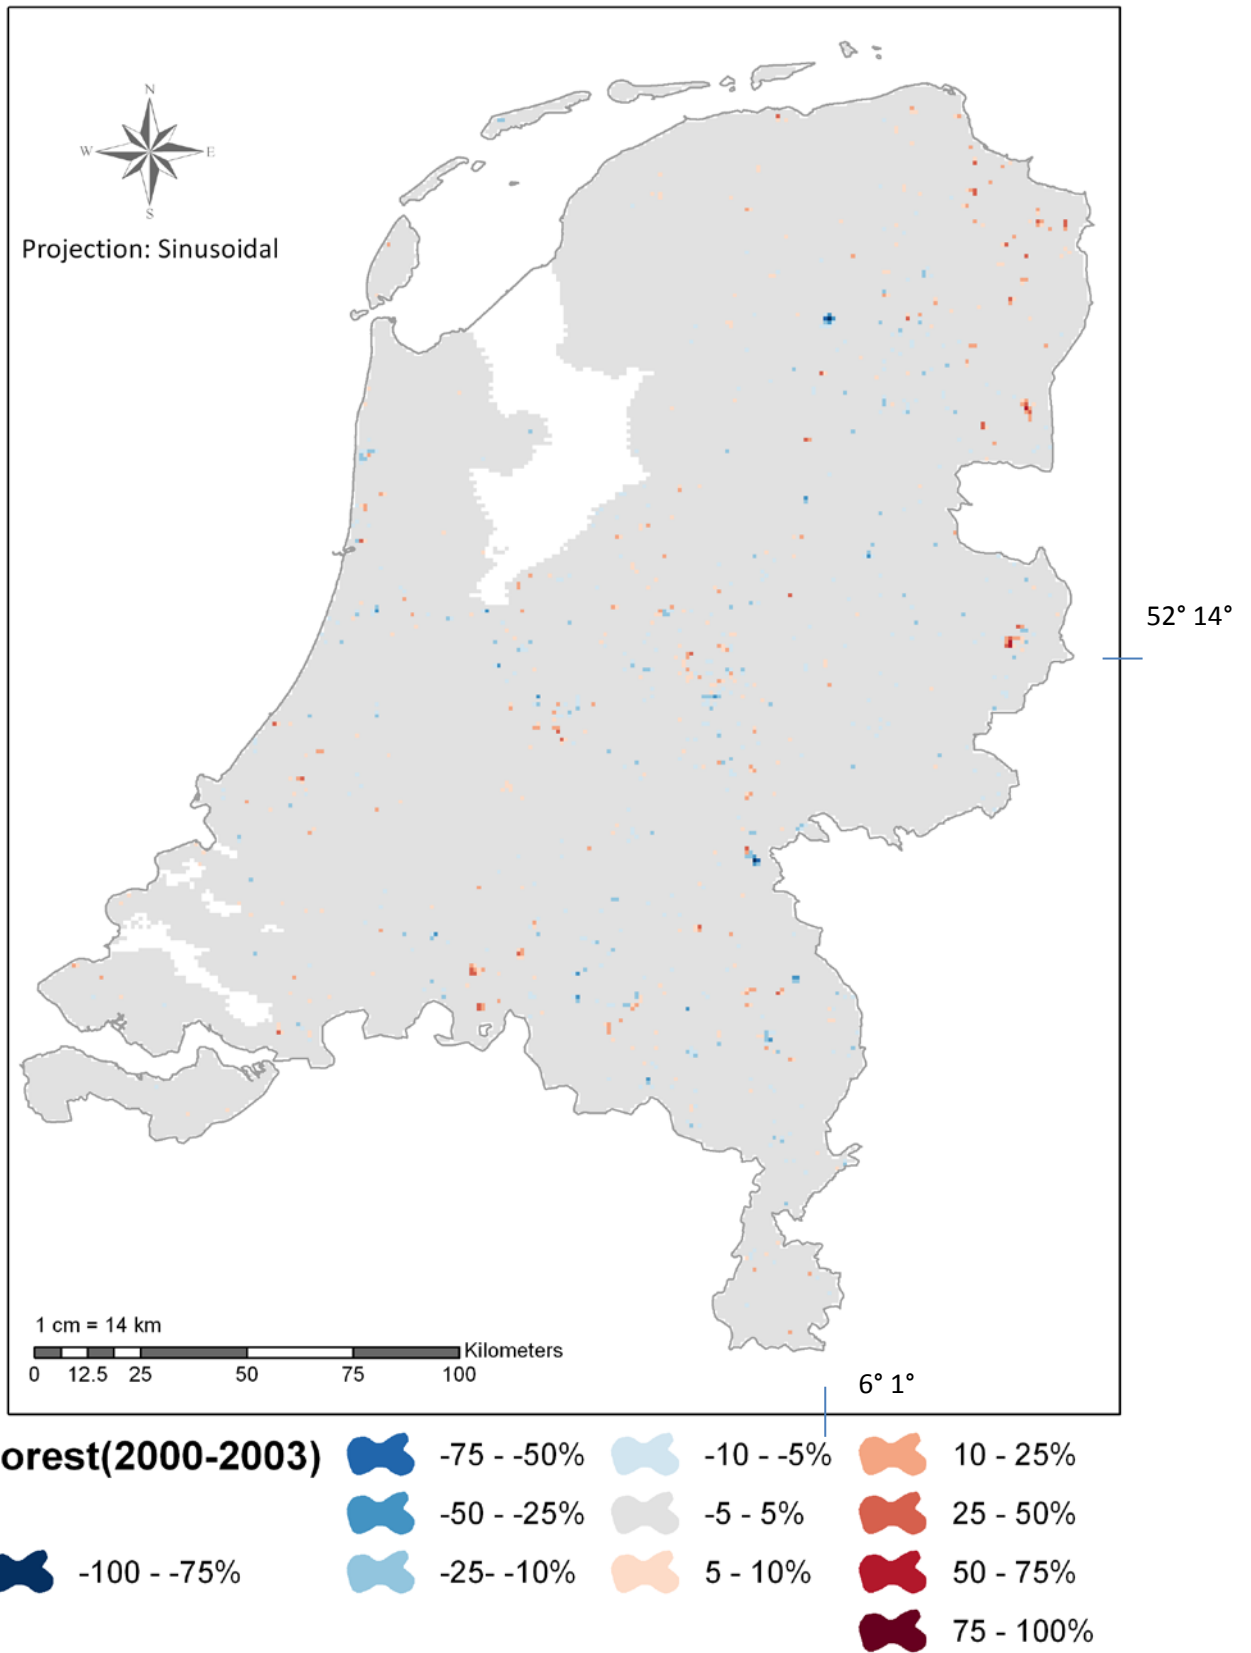 N
W E
S
Projection: Sinusoidal
52° 14°
1 cm = 14 km
Kilometers
0 12.5 25 50 75 100
6° 1°
orest(2000-2003)
-75 - -50%
-10 - -5%
10 - 25%
-50 - -25%
-5 - 5%
25 - 50%
-100 - -75%
-25- -10%
5 - 10%
50 - 75%
75 - 100%